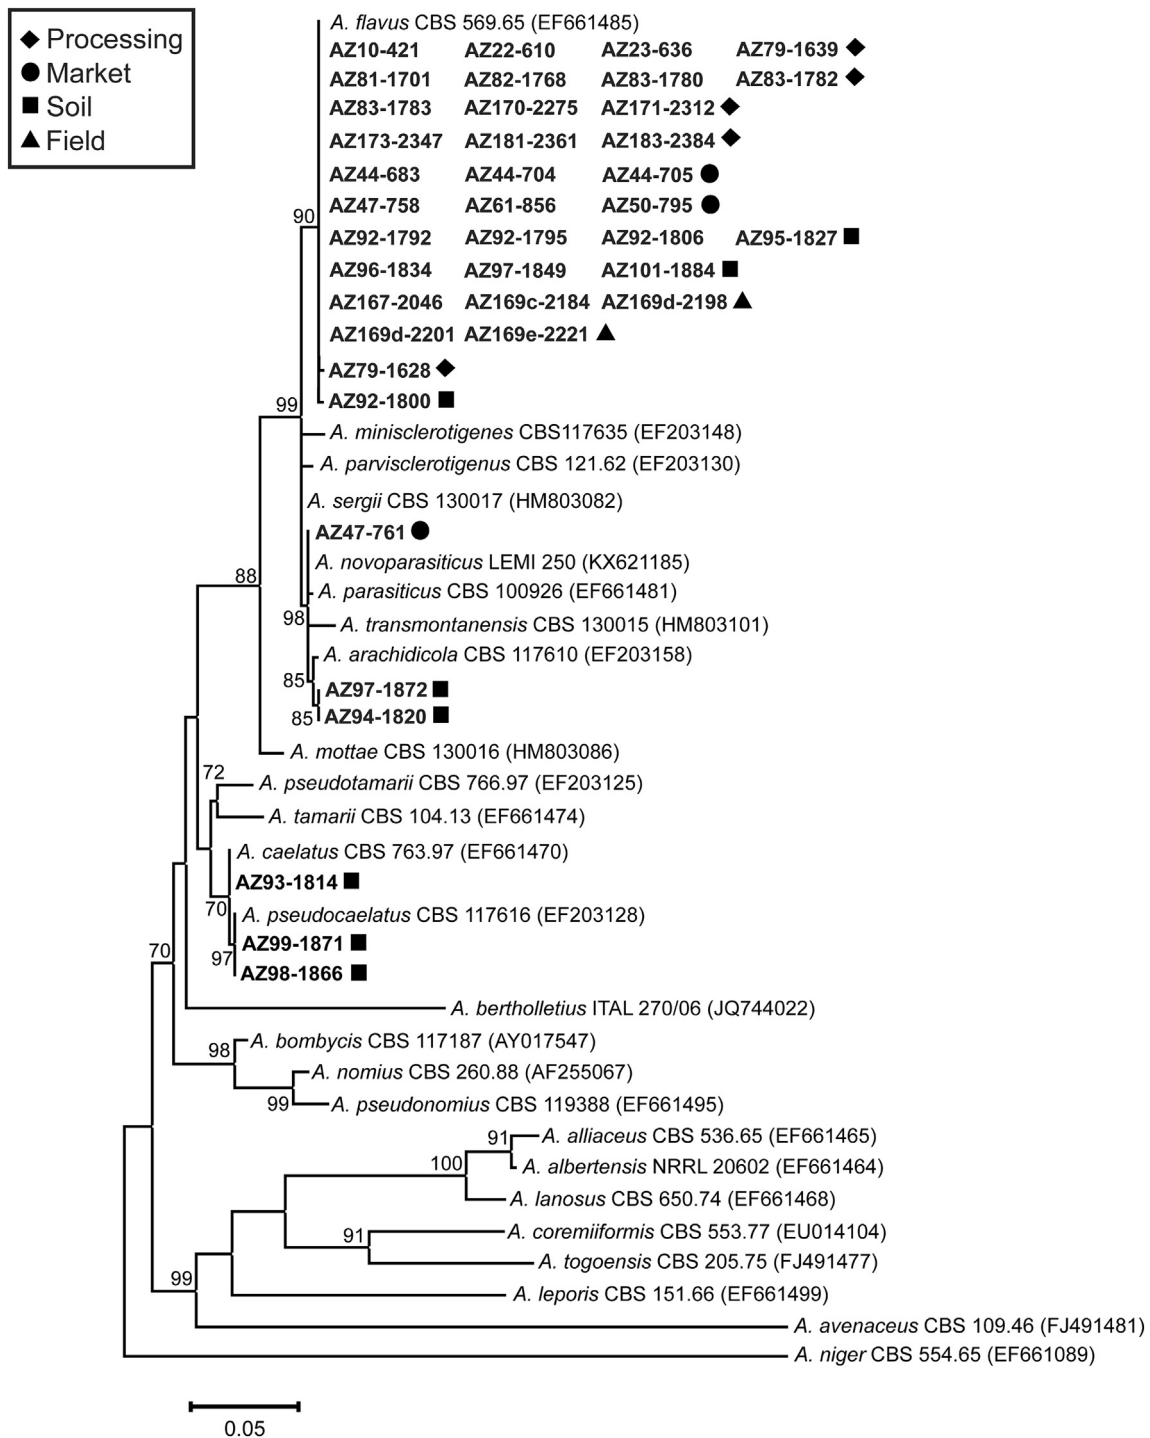 Processing
Market
Soil
Field
A. flavus CBS 569.65 (EF661485)
AZ10-421 AZ22-610 AZ23-636 AZ79-1639
AZ81-1701 AZ82-1768 AZ83-1780 AZ83-1782
AZ83-1783 AZ170-2275 AZ171-2312
AZ173-2347 AZ181-2361 AZ183-2384
AZ44-683 AZ44-704 AZ44-705
AZ47-758 AZ61-856 AZ50-795
90
AZ92-1792 AZ92-1795 AZ92-1806 AZ95-1827
AZ96-1834 AZ97-1849 AZ101-1884
AZ167-2046 AZ169c-2184 AZ169d-2198
AZ169d-2201 AZ169e-2221
AZ79-1628
AZ92-1800
99
A. minisclerotigenes CBS117635 (EF203148)
A. parvisclerotigenus CBS 121.62 (EF203130)
A. sergii CBS 130017 (HM803082)
AZ47-761
A. novoparasiticus LEMI 250 (KX621185)
88
A. parasiticus CBS 100926 (EF661481)
98
A. transmontanensis CBS 130015 (HM803101)
A. arachidicola CBS 117610 (EF203158)
85
AZ97-1872
85
AZ94-1820
A. mottae CBS 130016 (HM803086)
72
A. pseudotamarii CBS 766.97 (EF203125)
A. tamarii CBS 104.13 (EF661474)
A. caelatus CBS 763.97 (EF661470)
AZ93-1814
70
A. pseudocaelatus CBS 117616 (EF203128)
AZ99-1871
70
97
AZ98-1866
A. bertholletius ITAL 270/06 (JQ744022)
A. bombycis CBS 117187 (AY017547)
98
A. nomius CBS 260.88 (AF255067)
99
A. pseudonomius CBS 119388 (EF661495)
91
A. alliaceus CBS 536.65 (EF661465)
100
A. albertensis NRRL 20602 (EF661464)
A. lanosus CBS 650.74 (EF661468)
91
A. coremiiformis CBS 553.77 (EU014104)
A. togoensis CBS 205.75 (FJ491477)
99
A. leporis CBS 151.66 (EF661499)
A. avenaceus CBS 109.46 (FJ491481)
A. niger CBS 554.65 (EF661089)
0.05